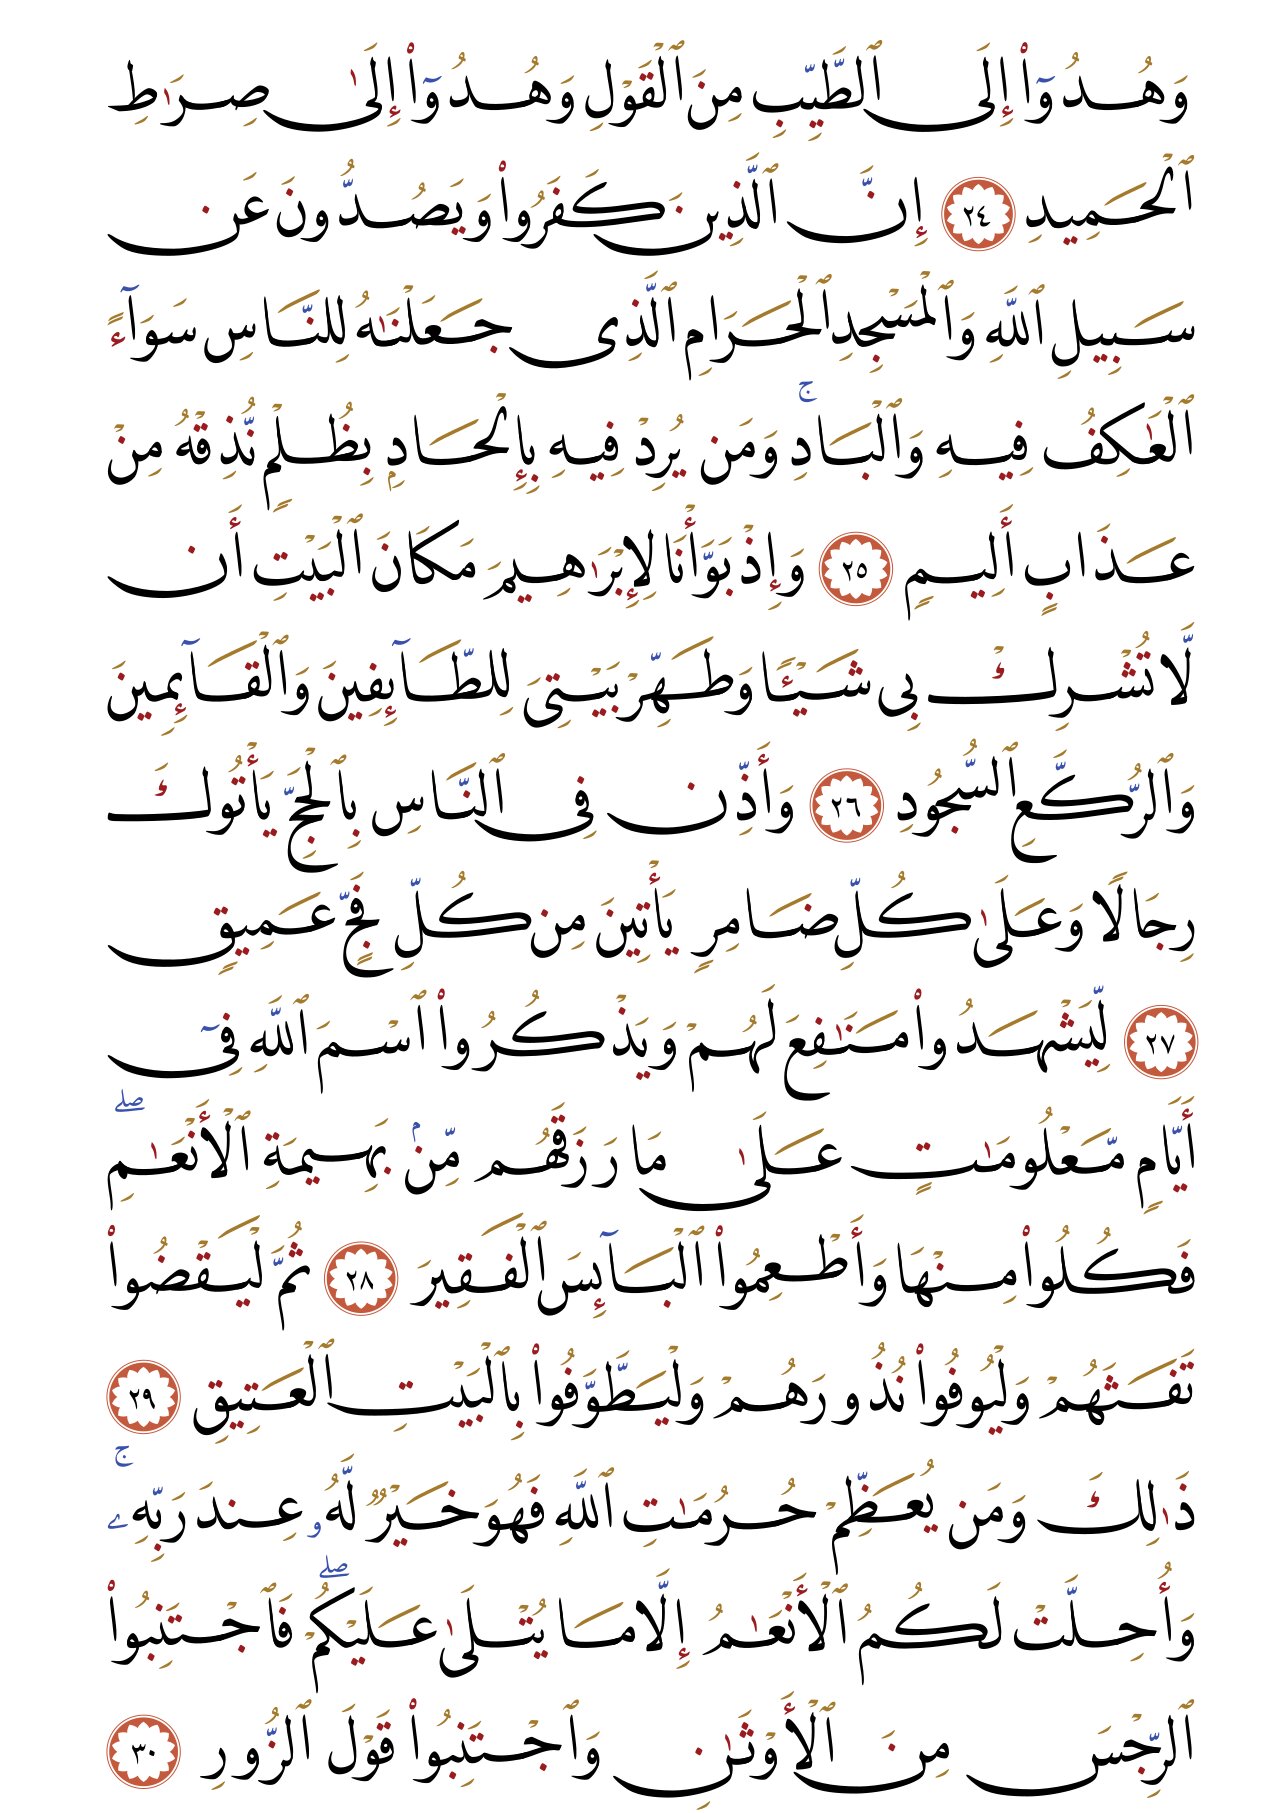 وَهُدُوٓا۟ إِلَى ٱلطَّيِّبِ مِنَ ٱلْقَوْلِ وَهُدُوٓا۟ إِلَىٰ صِرَٰطِ
ٱلْحَمِيدِ ٢٤ إِنَّ ٱلَّذِينَ كَفَرُوا۟ وَيَصُدُّونَ عَن
سَبِيلِ ٱللَّهِ وَٱلْمَسْجِدِ ٱلْحَرَامِ ٱلَّذِى جَعَلْنَٰهُ لِلنَّاسِ سَوَآءً
ٱلْعَٰكِفُ فِيهِ وَٱلْبَادِ ۚ وَمَن يُرِدْ فِيهِ بِإِلْحَادٍۭ بِظُلْمٍ نُّذِقْهُ مِنْ
عَذَابٍ أَلِيمٍ ٢٥ وَإِذْ بَوَّأْنَا لِإِبْرَٰهِيمَ مَكَانَ ٱلْبَيْتِ أَن
لَّا تُشْرِكْ بِى شَيْـًٔا وَطَهِّرْ بَيْتِىَ لِلطَّآئِفِينَ وَٱلْقَآئِمِينَ
وَٱلرُّكَّعِ ٱلسُّجُودِ ٢٦ وَأَذِّن فِى ٱلنَّاسِ بِٱلْحَجِّ يَأْتُوكَ
رِجَالًا وَعَلَىٰ كُلِّ ضَامِرٍ يَأْتِينَ مِن كُلِّ فَجٍّ عَمِيقٍ
٢٧ لِّيَشْهَدُوا۟ مَنَٰفِعَ لَهُمْ وَيَذْكُرُوا۟ ٱسْمَ ٱللَّهِ فِىٓ
أَيَّامٍ مَّعْلُومَٰتٍ عَلَىٰ مَا رَزَقَهُم مِّنۢ بَهِيمَةِ ٱلْأَنْعَٰمِ ۖ
فَكُلُوا۟ مِنْهَا وَأَطْعِمُوا۟ ٱلْبَآئِسَ ٱلْفَقِيرَ ٢٨ ثُمَّ لْيَقْضُوا۟
تَفَثَهُمْ وَلْيُوفُوا۟ نُذُورَهُمْ وَلْيَطَّوَّفُوا۟ بِٱلْبَيْتِ ٱلْعَتِيقِ ٢٩
ذَٰلِكَ وَمَن يُعَظِّمْ حُرُمَٰتِ ٱللَّهِ فَهُوَ خَيْرٌ لَّهُۥ عِندَ رَبِّهِۦ ۚ
وَأُحِلَّتْ لَكُمُ ٱلْأَنْعَٰمُ إِلَّا مَا يُتْلَىٰ عَلَيْكُمْ ۖ فَٱجْتَنِبُوا۟
ٱلرِّجْسَ مِنَ ٱلْأَوْثَٰنِ وَٱجْتَنِبُوا۟ قَوْلَ ٱلزُّورِ ٣٠